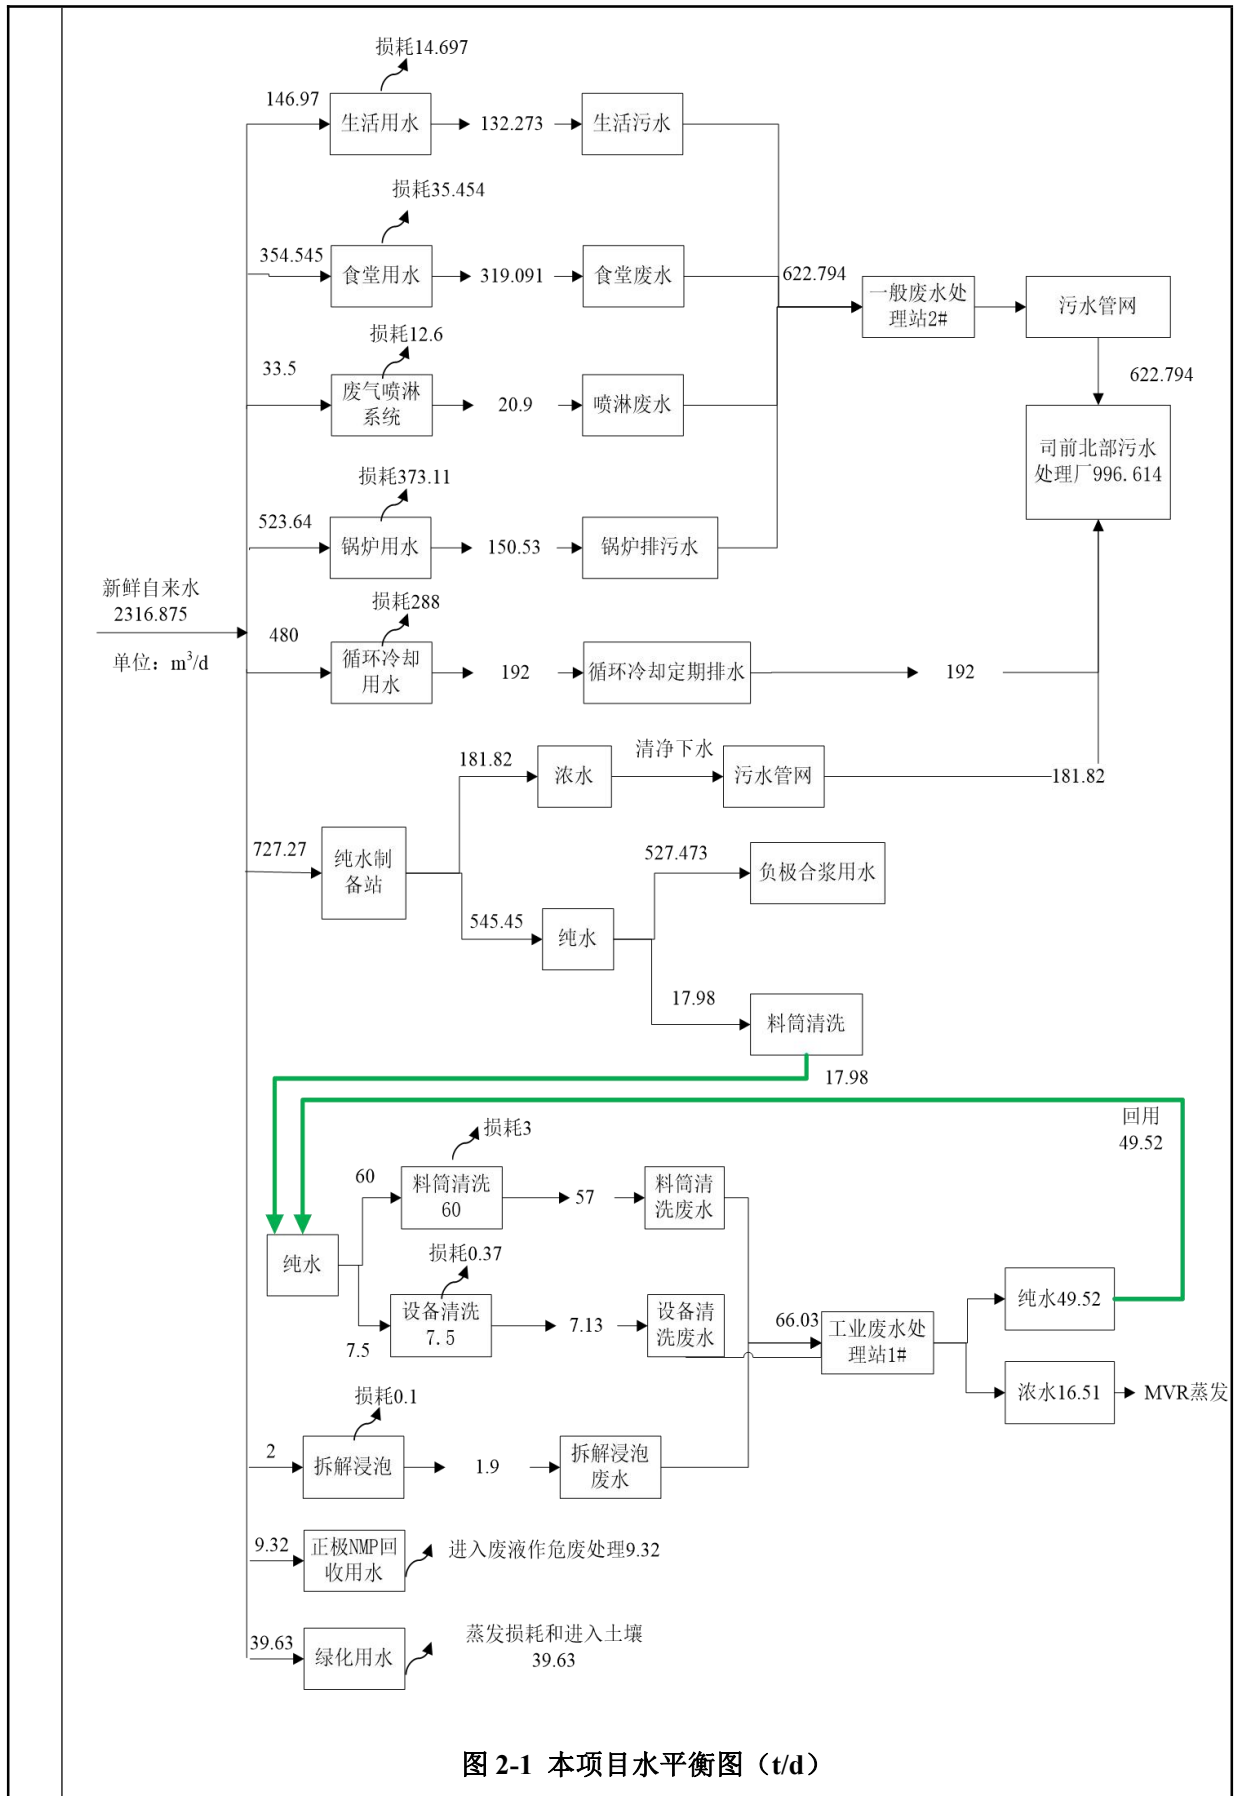 损耗14.697
146.97
生活用水
132.273
生活污水
损耗35.454
354.545
食堂用水
319.091
食堂废水
622.794
一般废水处
理站2#
污水管网
损耗12.6
33.5
废气喷淋
系统
20.9
喷淋废水
622.794
司前北部污水
处理厂996.614
损耗373.11
523.64
锅炉用水
150.53
锅炉排污水
新鲜自来水
2316.875
单位：m³/d
损耗288
480
循环冷却
用水
192
循环冷却定期排水
192
181.82
浓水
清净下水
污水管网
181.82
727.27
纯水制
备站
527.473
负极合浆用水
545.45
纯水
17.98
料筒清洗
17.98
回用
49.52
损耗3
60
料筒清洗
60
57
料筒清
洗废水
纯水
损耗0.37
7.5
设备清洗
7.5
7.13
设备清
洗废水
66.03
工业废水处
理站1#
纯水49.52
浓水16.51
MVR蒸发
损耗0.1
2
拆解浸泡
1.9
拆解浸泡
废水
9.32
正极NMP回
收用水
进入废液作危废处理9.32
39.63
绿化用水
蒸发损耗和进入土壤
39.63
图 2-1 本项目水平衡图（t/d）